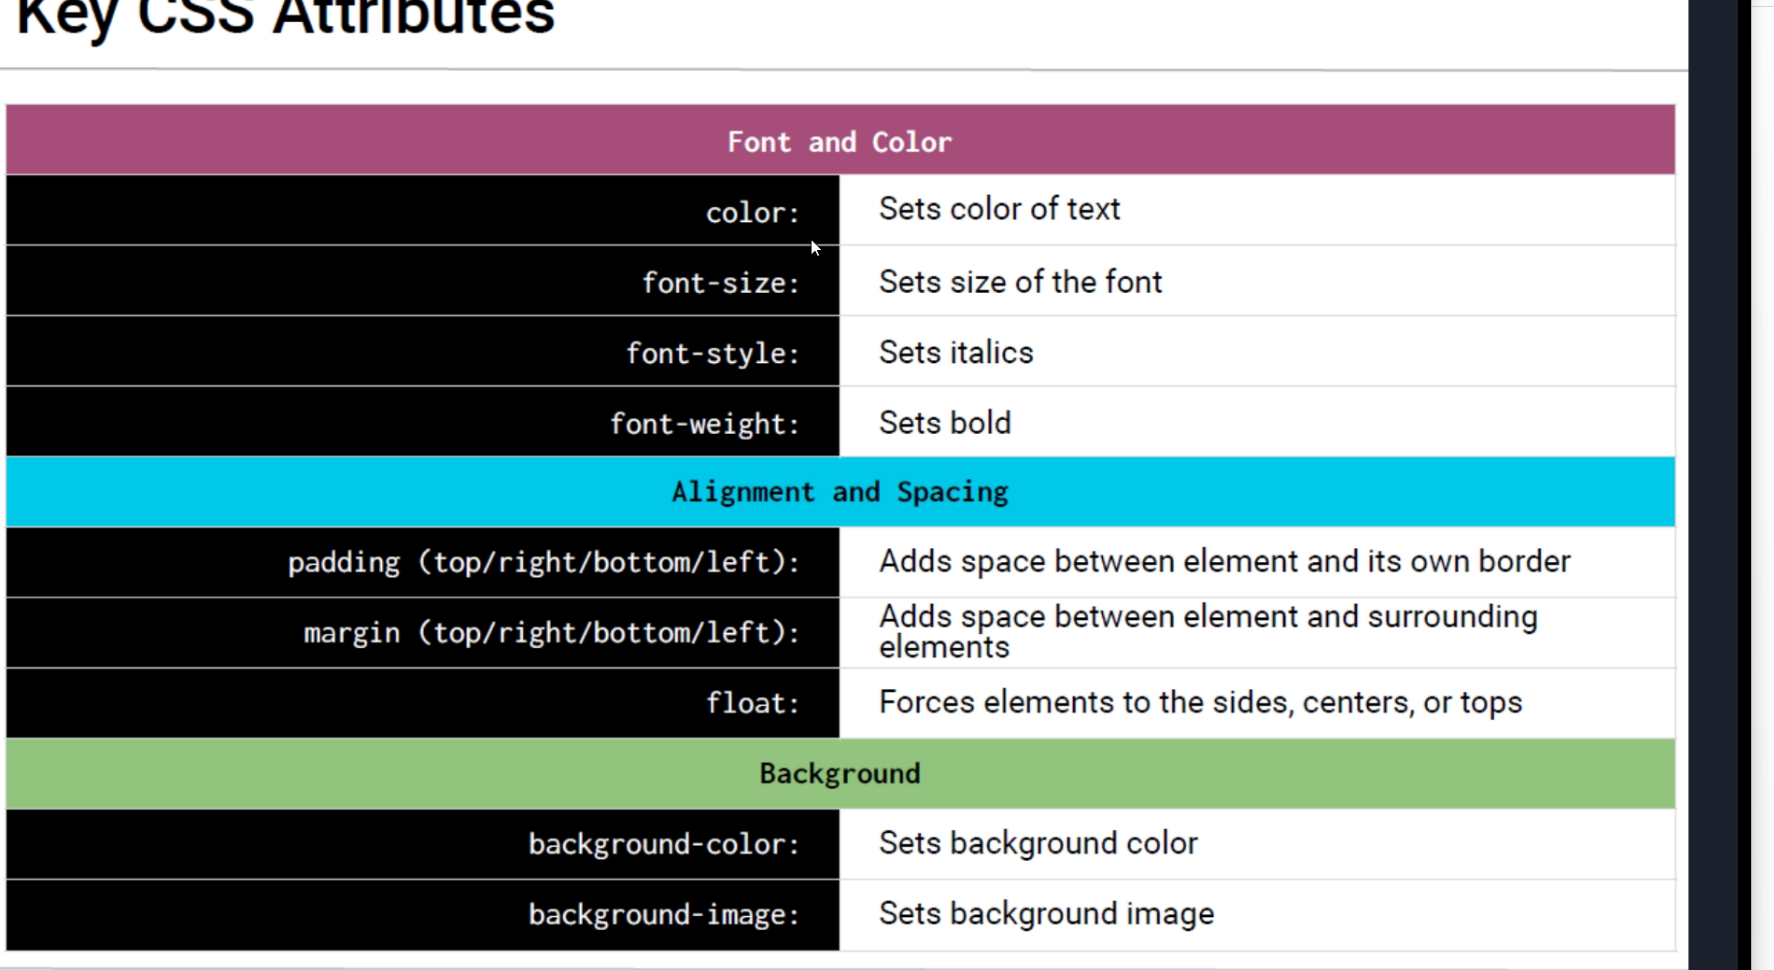 Key CSS Attributes
Font and Color
color: Sets color of text
font-size: Sets size of the font
font-style: Sets italics
font-weight: Sets bold
Alignment and Spacing
padding (top/right/bottom/left): Adds space between element and its own border
margin (top/right/bottom/left): Adds space between element and surrounding
elements
float: Forces elements to the sides, centers, or tops
Background
background-color: Sets background color
background-image: Sets background image